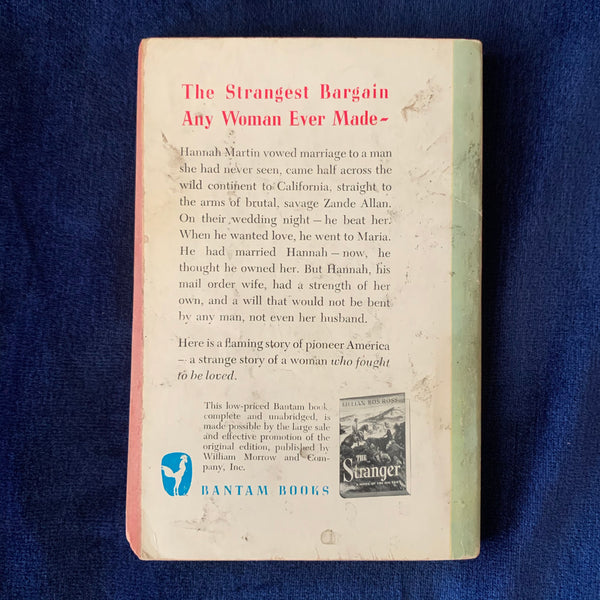 The Strangest Bargain
Any Woman Ever Made~
Hannah Martin vowed marriage to a man
she had never seen, came half across the
wild continent to California, straight to
the arms of brutal, savage Zande Allan.
On their wedding night — he beat her.
When he wanted love, he went to Maria.
He had married Hannah — now, he
thought he owned her. But Hannah, his
mail order wife, had a strength of her
own, and a will that would not be bent
by any man, not even her husband.
Here is a flaming story of pioneer America
— a strange story of a woman who fought
to be loved.
This low-priced Bantam book,
complete and unabridged, is
made possible by the large sale
and effective promotion of the
original edition, published by
William Morrow and Com-
pany, Inc.
BANTAM BOOKS
LILLIAN BOS ROSS
THE
Stranger
A NOVEL OF THE BIG SUR